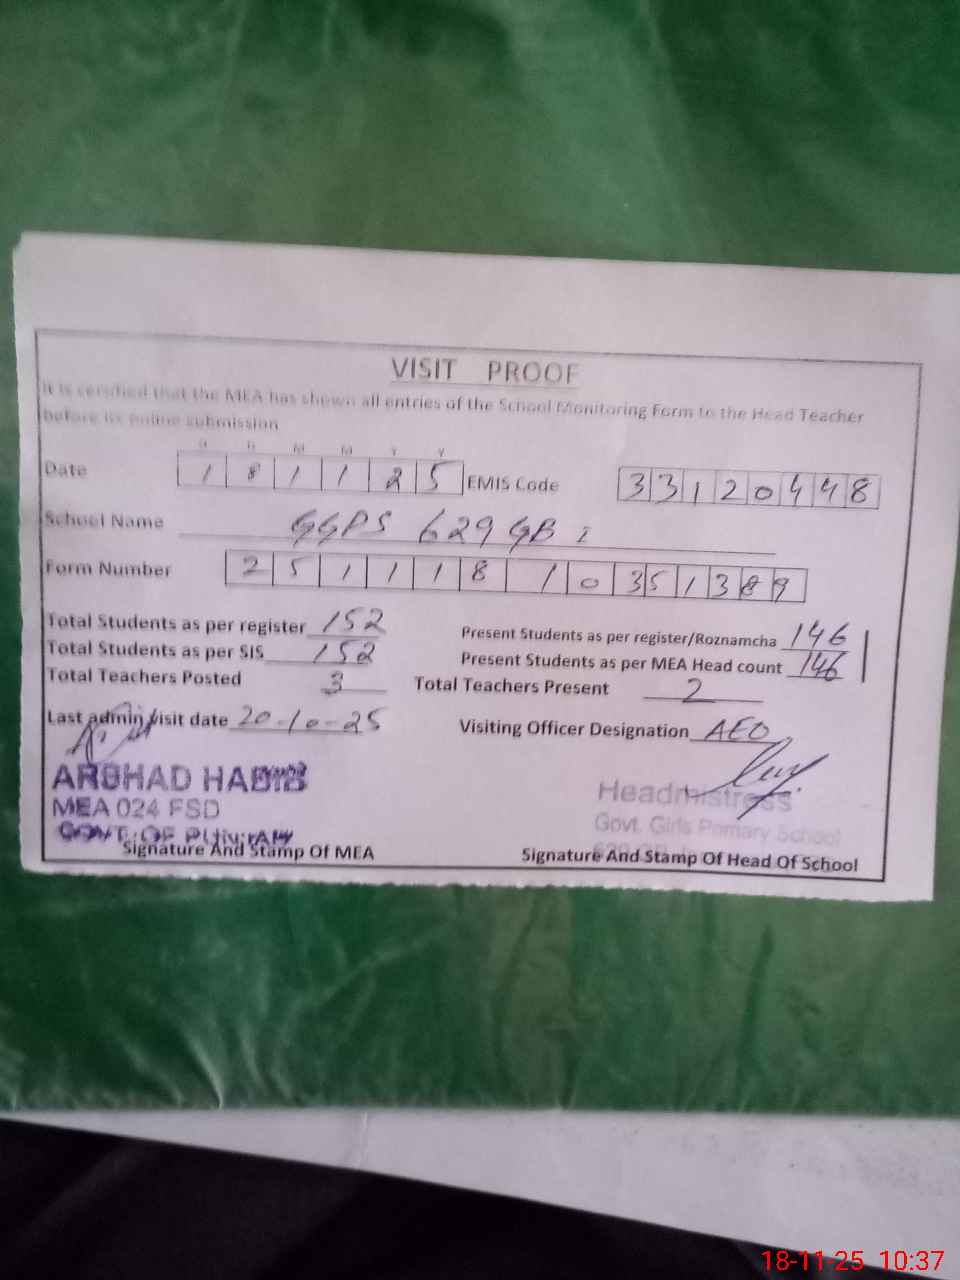 VISIT PROOF
It is certified that the MEA has shown all entries of the School Monitoring Form to the Head Teacher
before its online submission
D D M M Y Y
Date 1 8 1 1 2 5 EMIS Code 3 3 1 2 0 4 4 8
School Name GGPS 629 GB
Form Number 2 5 1 1 1 8 1 0 3 5 1 3 8 9
Total Students as per register 152 Present Students as per register/Roznamcha 146
Total Students as per SIS 152 Present Students as per MEA Head count 146
Total Teachers Posted 3 Total Teachers Present 2
Last admin visit date 20-10-25 Visiting Officer Designation AEO
ARSHAD HABIB
MEA 024 FSD
GOVT: OF PUNJAB
Headmistress
Govt. Girls Primary School
Signature And Stamp Of MEA Signature And Stamp Of Head Of School
18-11-25 10:37